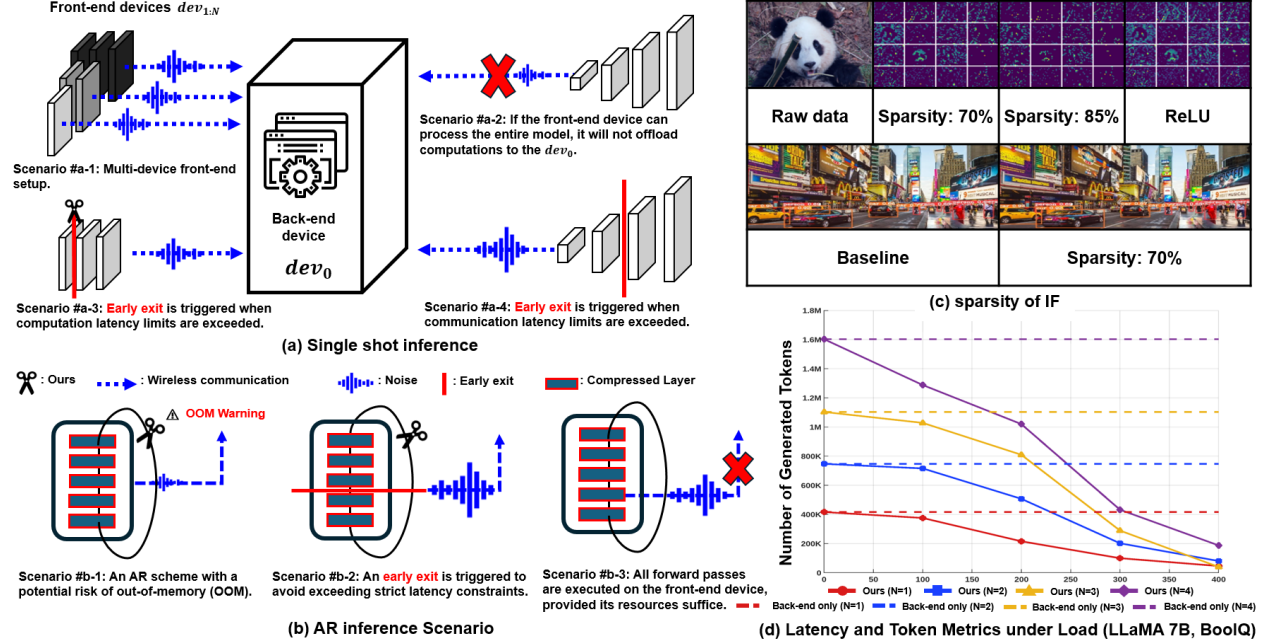 Front-end devices dev1:N
Scenario #a-1: Multi-device front-end
setup.
Back-end
device
dev0
Scenario #a-2: If the front-end device can
process the entire model, it will not offload
computations to the dev0.
Scenario #a-3: Early exit is triggered when
computation latency limits are exceeded.
Scenario #a-4: Early exit is triggered when
communication latency limits are exceeded.
(a) Single shot inference
: Ours
: Wireless communication
: Noise
: Early exit
: Compressed Layer
OOM Warning
Scenario #b-1: An AR scheme with a
potential risk of out-of-memory (OOM).
Scenario #b-2: An early exit is triggered to
avoid exceeding strict latency constraints.
Scenario #b-3: All forward passes
are executed on the front-end device,
provided its resources suffice.
(b) AR inference Scenario
Raw data
Sparsity: 70%
Sparsity: 85%
ReLU
Baseline
Sparsity: 70%
(c) sparsity of IF
Number of Generated Tokens
1.8M
1.6M
1.4M
1.2M
1M
800K
600K
400K
200K
0
0
50
100
150
200
250
300
350
400
Ours (N=1)
Ours (N=2)
Ours (N=3)
Ours (N=4)
Back-end only (N=1)
Back-end only (N=2)
Back-end only (N=3)
Back-end only (N=4)
(d) Latency and Token Metrics under Load (LLaMA 7B, BoolQ)